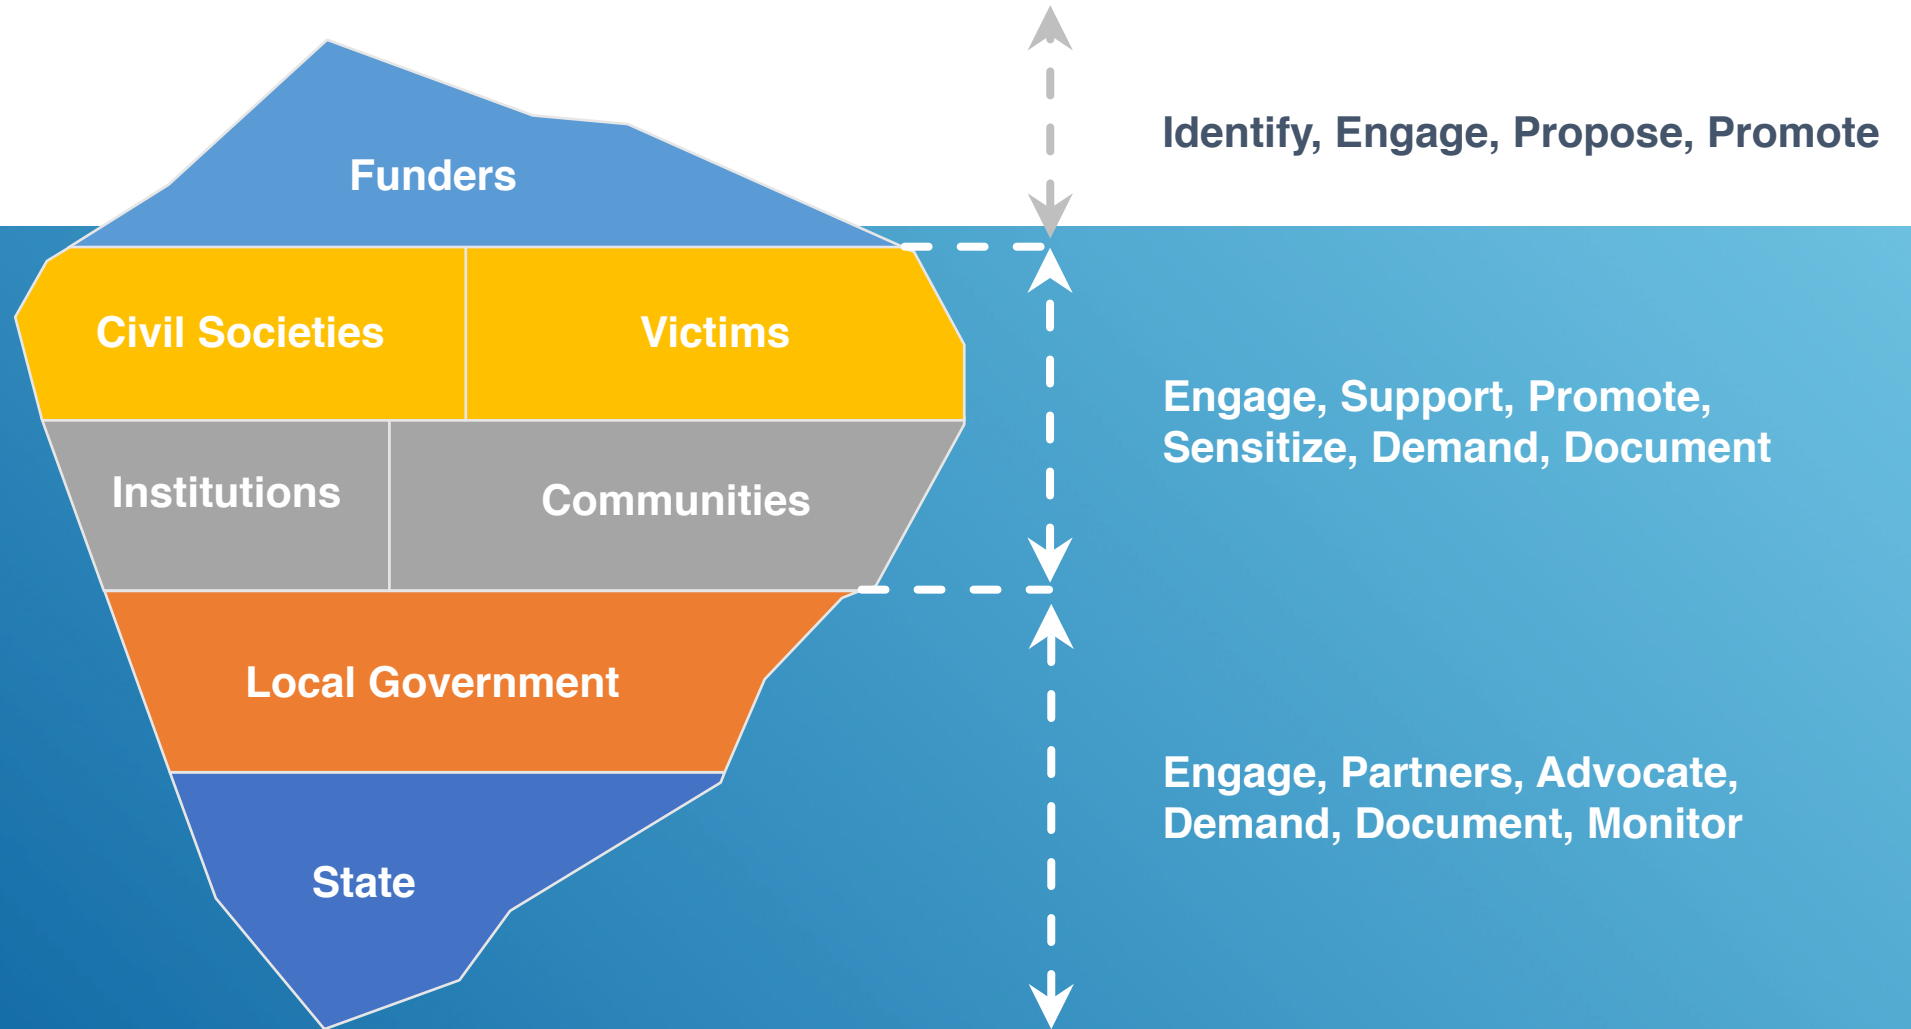 Identify, Engage, Propose, Promote
Funders
Civil Societies
Victims
Engage, Support, Promote,
Sensitize, Demand, Document
Institutions
Communities
Local Government
Engage, Partners, Advocate,
Demand, Document, Monitor
State